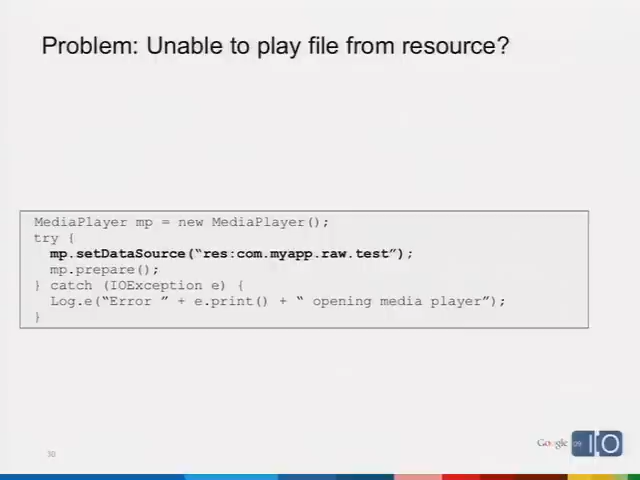 Problem: Unable to play file from resource?
MediaPlayer mp = new MediaPlayer();
try {
mp.setDataSource(“res:com.myapp.raw.test”);
mp.prepare();
} catch (IOException e) {
Log.e(“Error ” + e.print() + “ opening media player”);
}
Google 09 IO
30